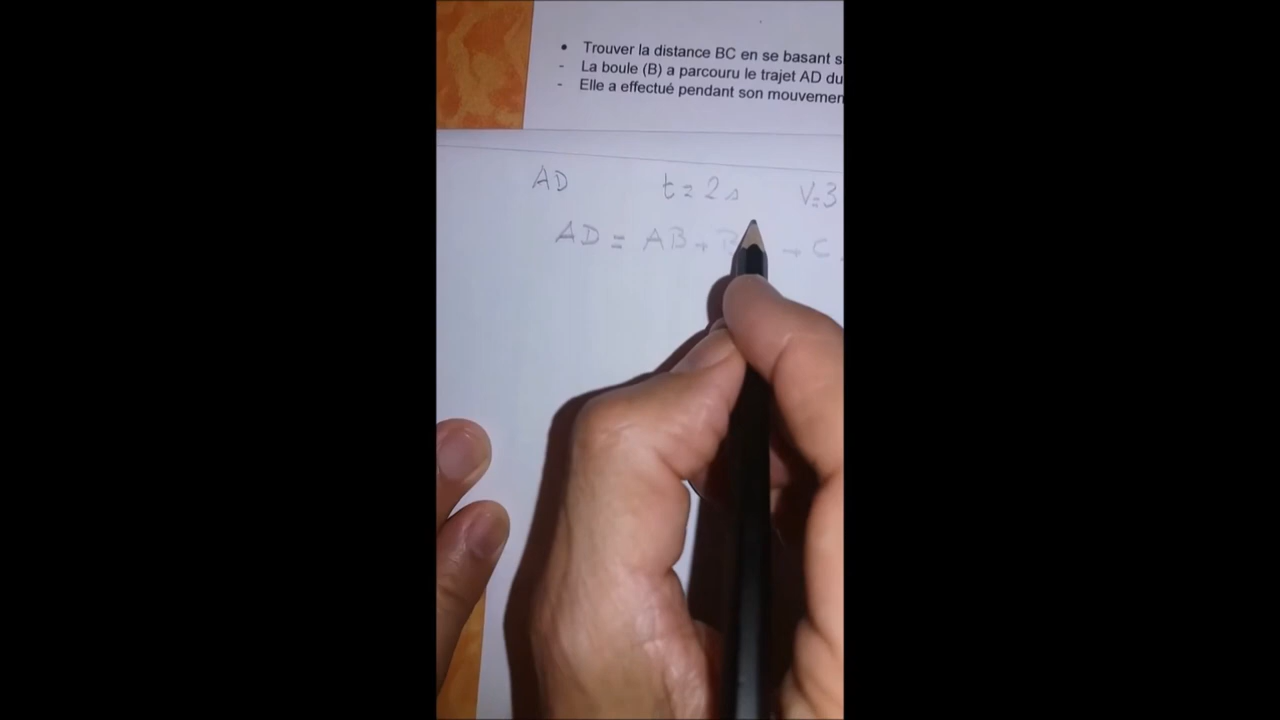 • Trouver la distance BC en se basant s
- La boule (B) a parcouru le trajet AD du
- Elle a effectué pendant son mouvemen
AD t = 2 s V = 3
AD = AB + B + C